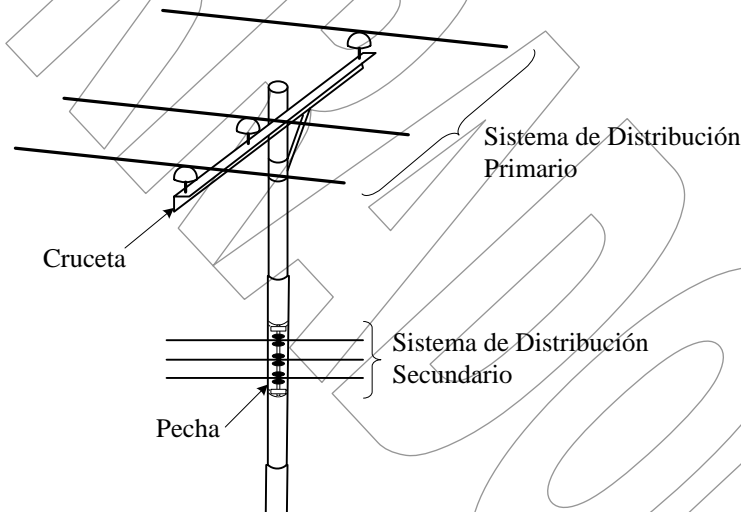 Sistema de Distribución
Primario
Cruceta
Sistema de Distribución
Secundario
Pecha